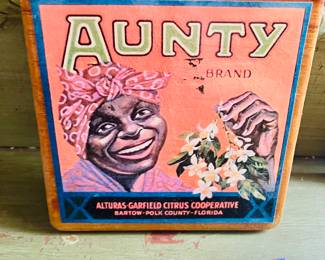 AUNTY
BRAND
ALTURAS-GARFIELD CITRUS COOPERATIVE
BARTOW-POLK COUNTY-FLORIDA